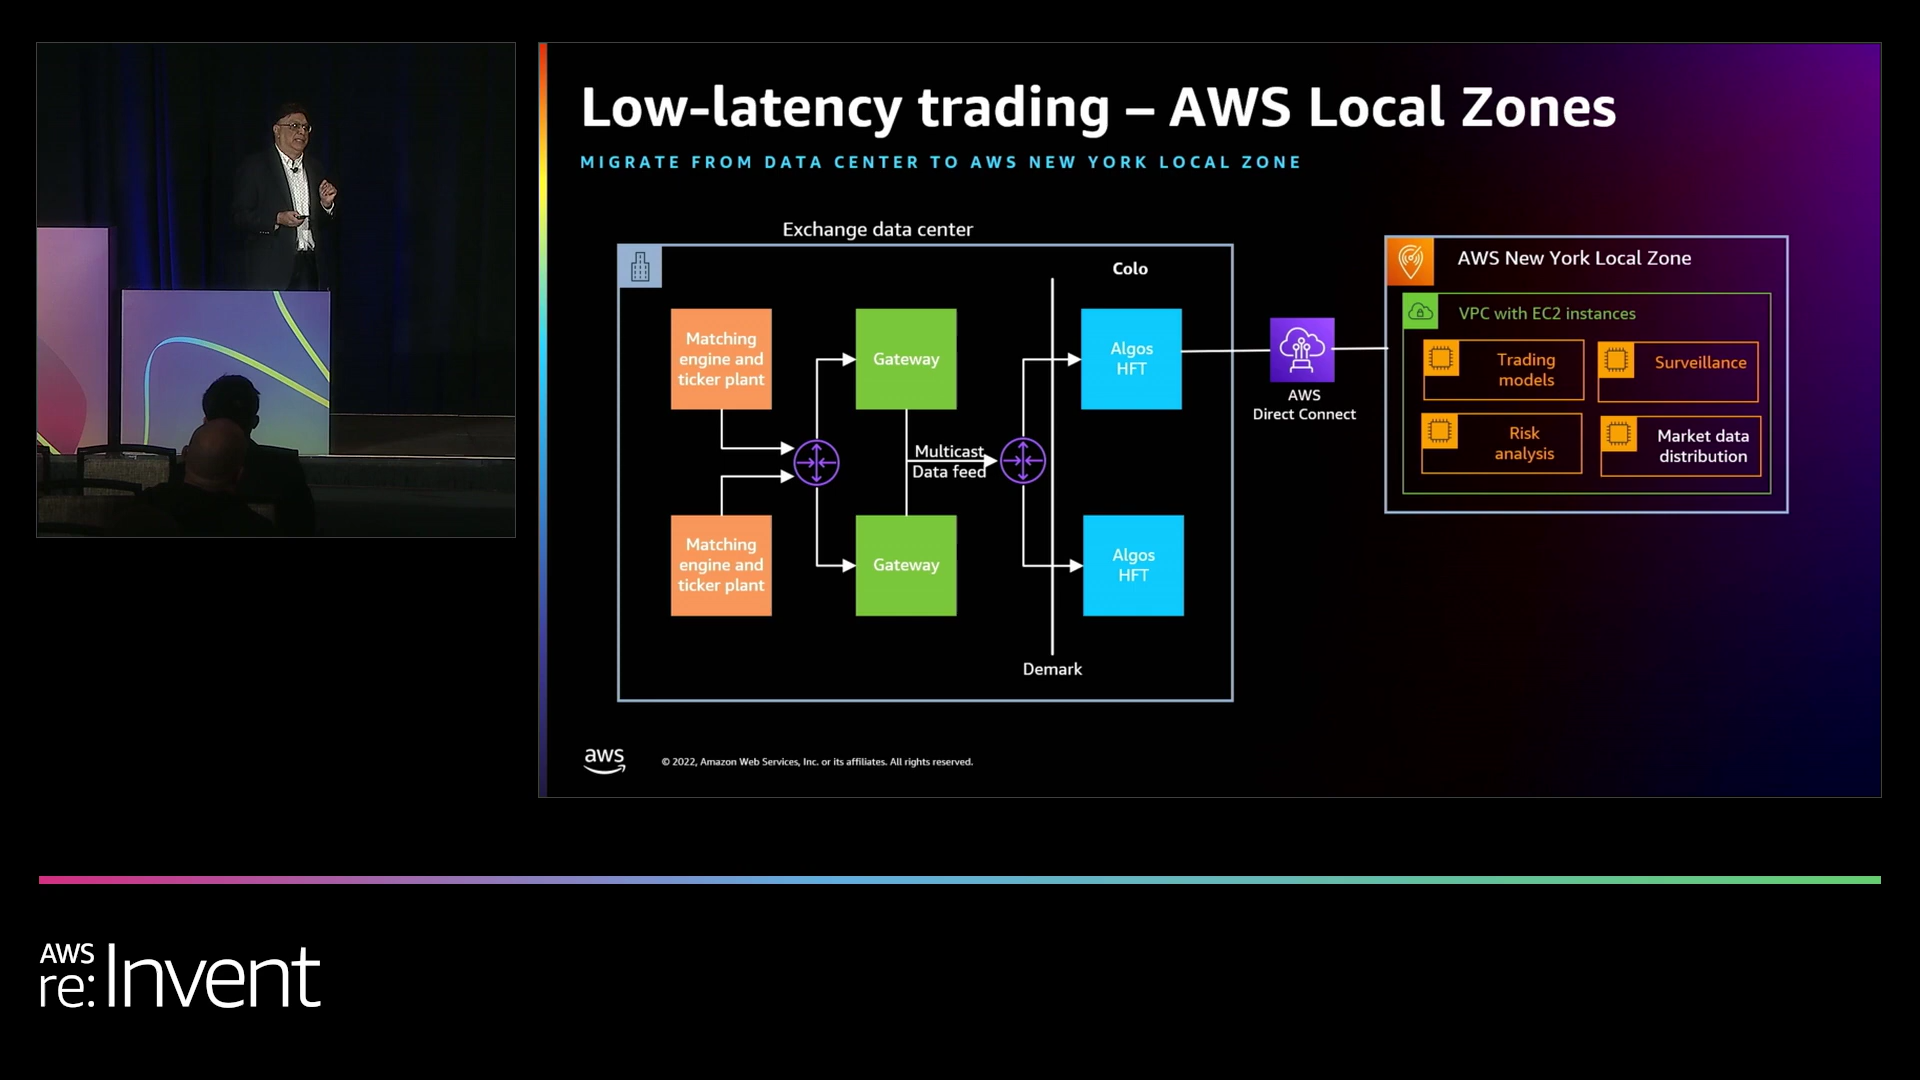 Low-latency trading – AWS Local Zones
MIGRATE FROM DATA CENTER TO AWS NEW YORK LOCAL ZONE
Exchange data center
Colo
Matching
engine and
ticker plant
Gateway
Algos
HFT
Multicast
Data feed
Matching
engine and
ticker plant
Gateway
Algos
HFT
Demark
AWS
Direct Connect
AWS New York Local Zone
VPC with EC2 instances
Trading
models
Surveillance
Risk
analysis
Market data
distribution
aws
© 2022, Amazon Web Services, Inc. or its affiliates. All rights reserved.
AWS
re:Invent